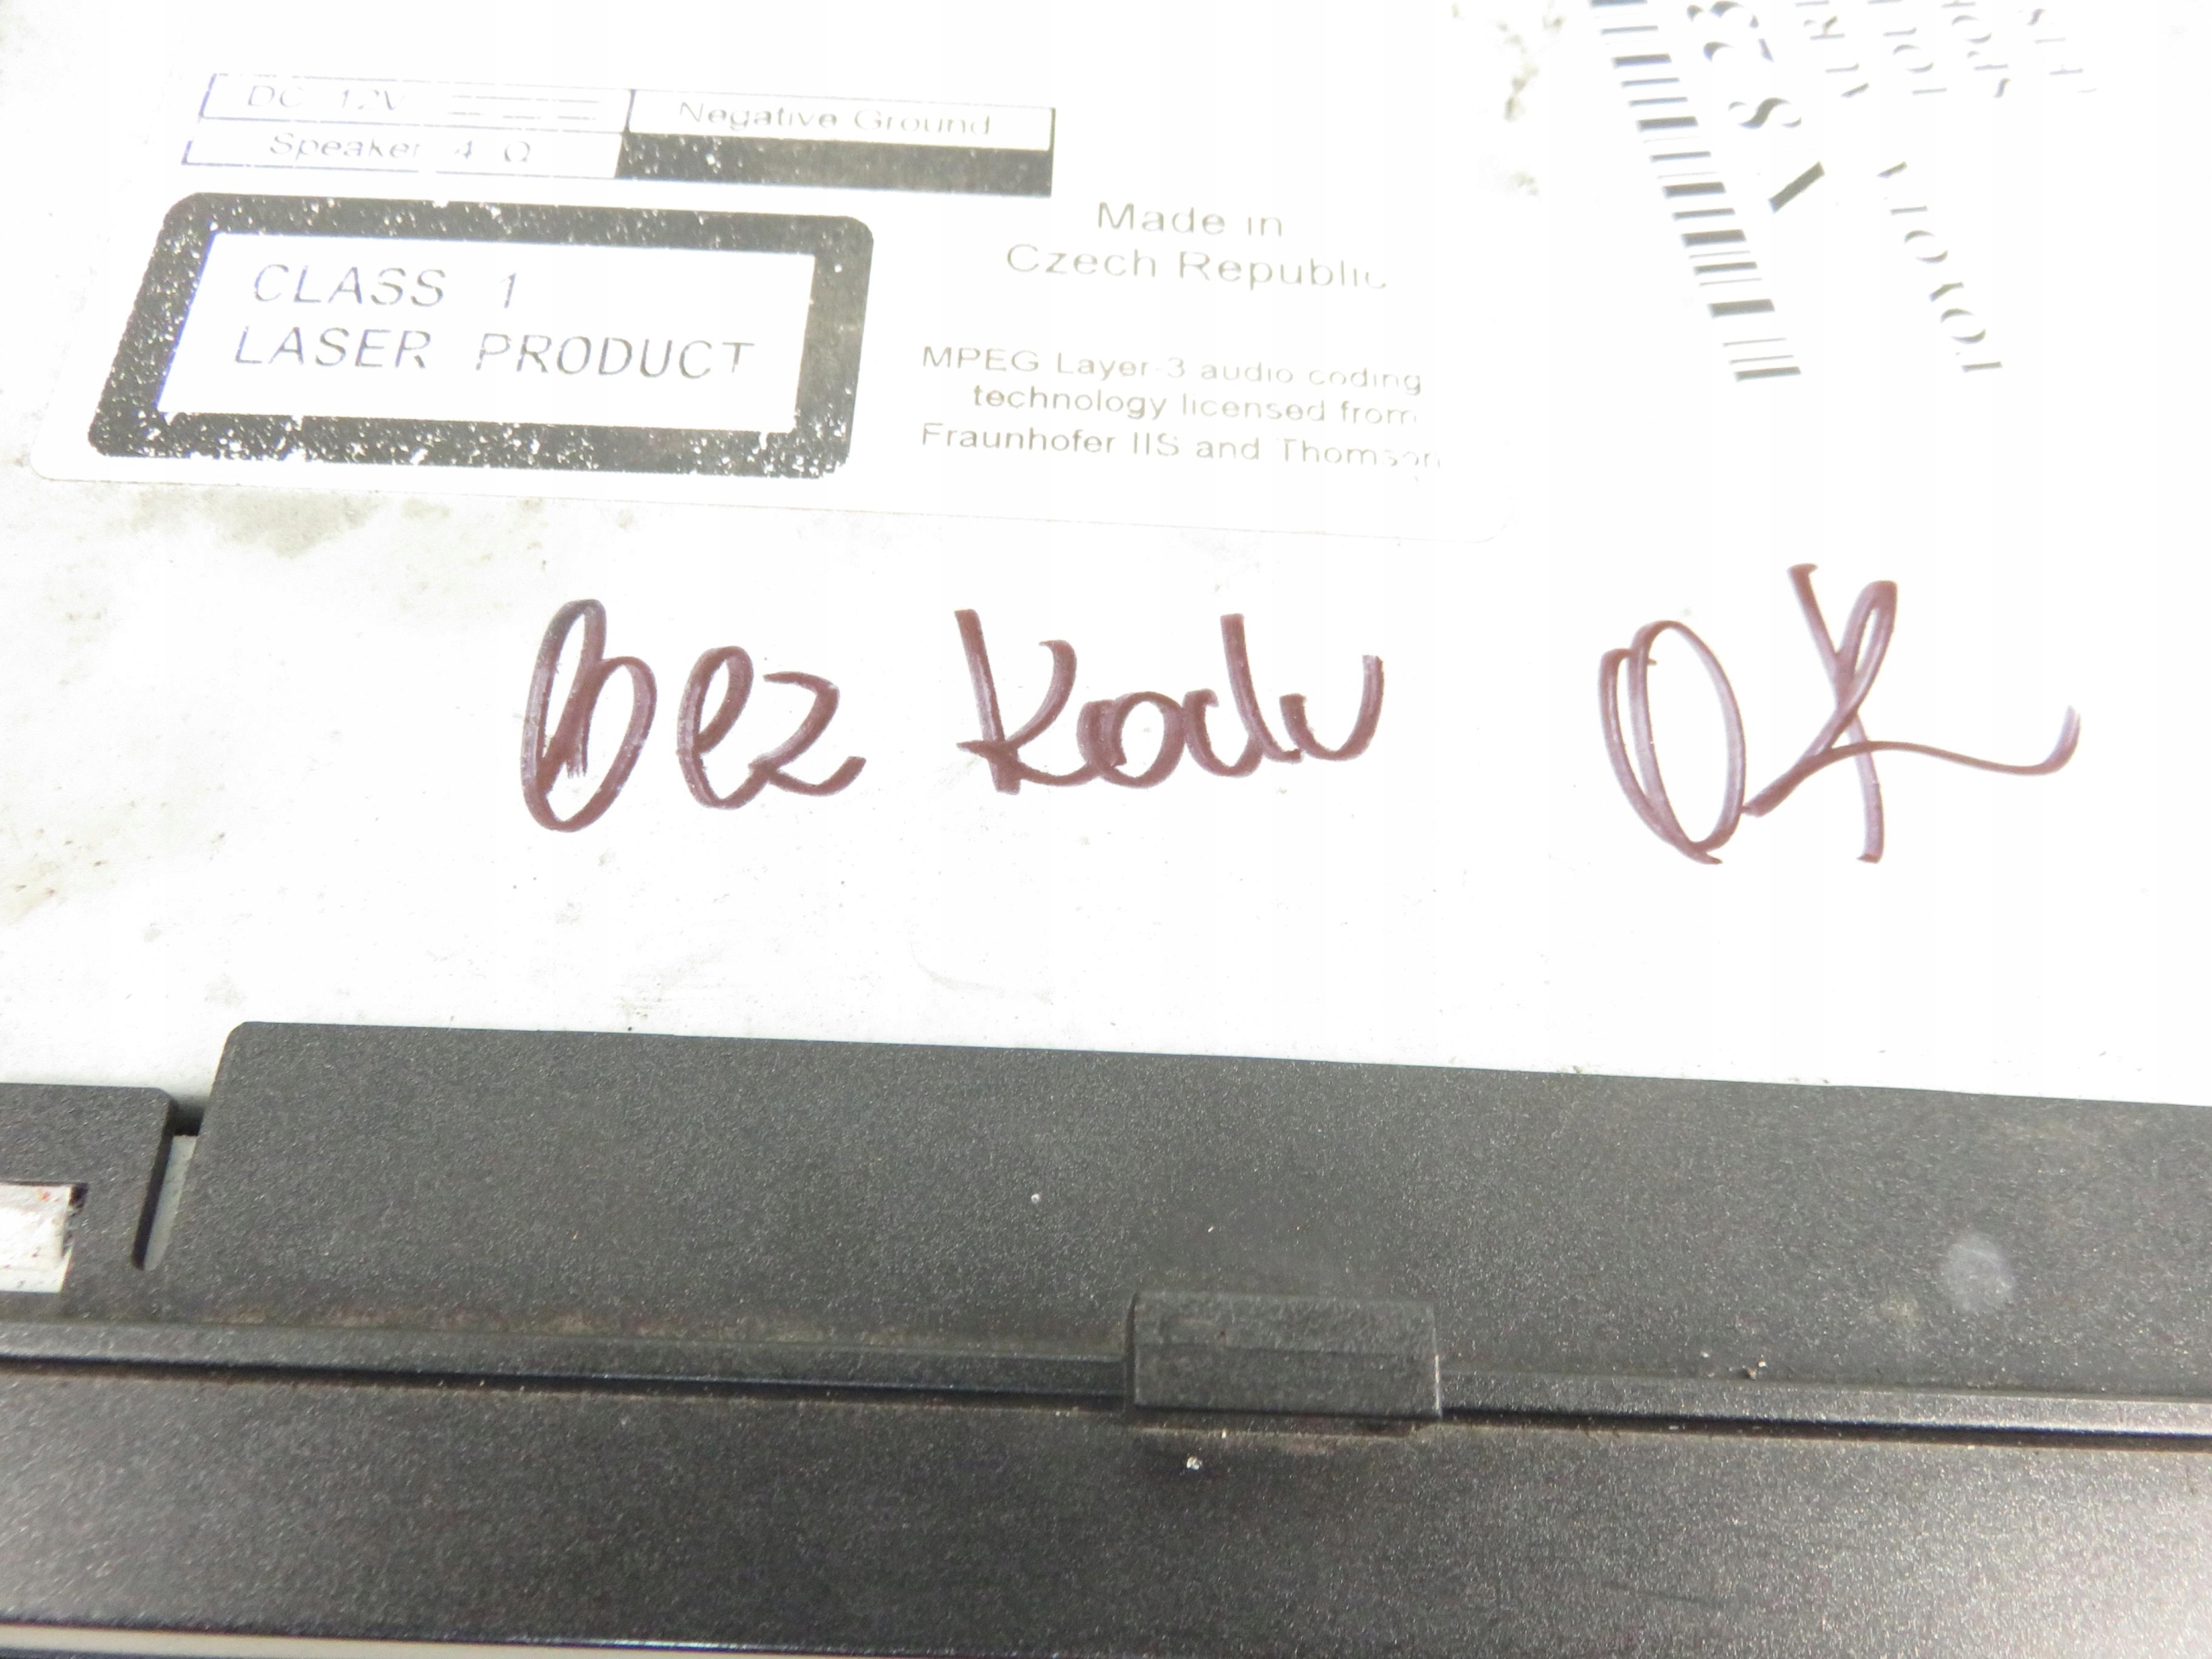 DC 12V
Negative Ground
Speaker 4 Ω
CLASS 1
LASER PRODUCT
Made in
Czech Republic
MPEG Layer-3 audio coding
technology licensed from
Fraunhofer IIS and Thomson
TOYOTA
bez kodu OK